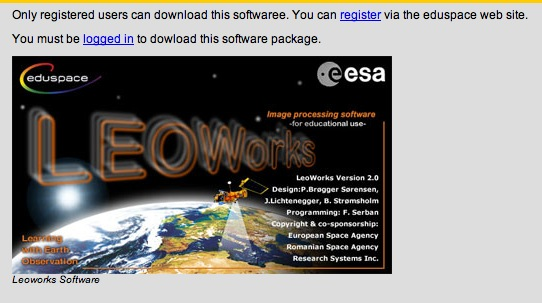 Only registered users can download this softwaree. You can register via the eduspace web site.
You must be logged in to dowload this software package.
eduspace
esa
LEOWorks
Image processing software
-for educational use-
LeoWorks Version 2.0
Design:P.Brøgger Sørensen,
J.Lichtenegger, B. Strømsholm
Programming: F. Serban
Copyright & co-sponsorship:
European Space Agency
Romanian Space Agency
Research Systems Inc.
Learning
with Earth
Observation
Leoworks Software